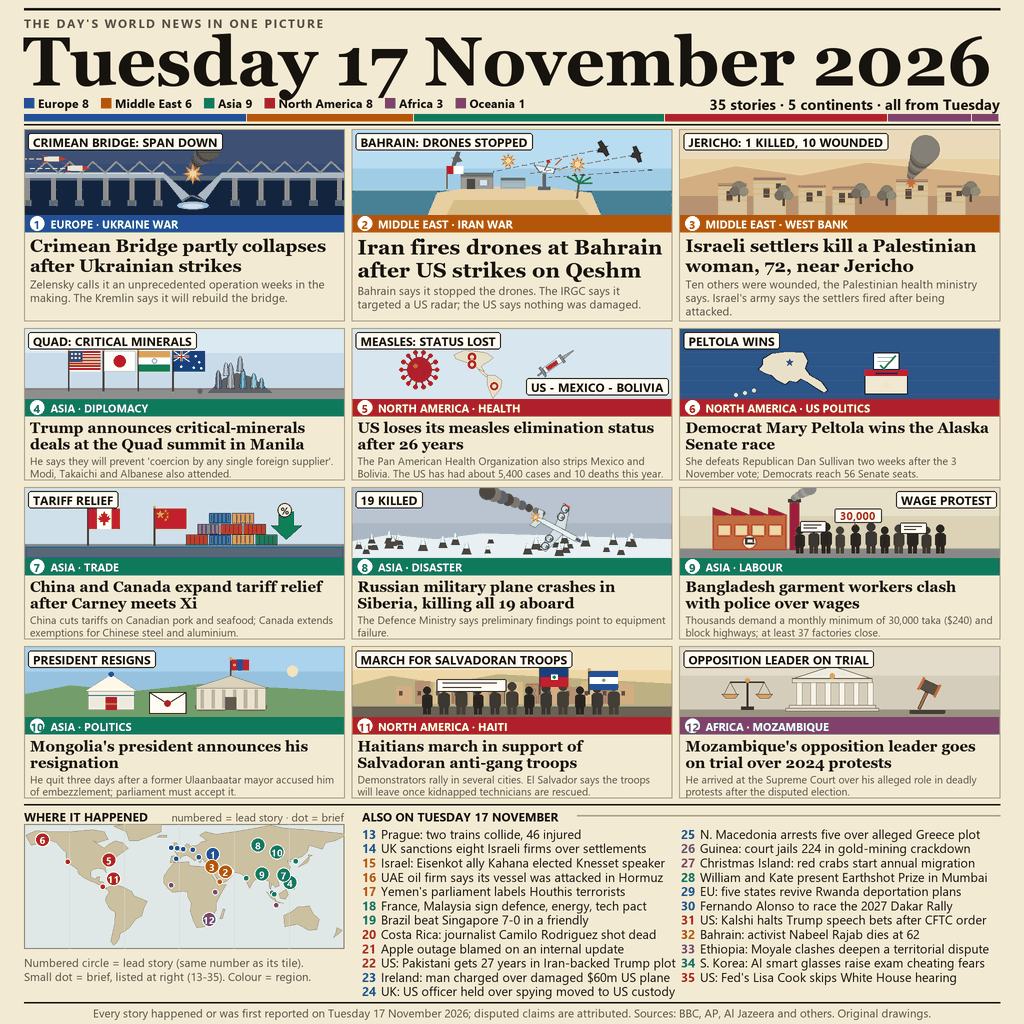 THE DAY'S WORLD NEWS IN ONE PICTURE
Tuesday 17 November 2026
Europe 8 Middle East 6 Asia 9 North America 8 Africa 3 Oceania 1
35 stories · 5 continents · all from Tuesday
CRIMEAN BRIDGE: SPAN DOWN
1 EUROPE · UKRAINE WAR
Crimean Bridge partly collapses
after Ukrainian strikes
Zelensky calls it an unprecedented operation weeks in the
making. The Kremlin says it will rebuild the bridge.
BAHRAIN: DRONES STOPPED
2 MIDDLE EAST · IRAN WAR
Iran fires drones at Bahrain
after US strikes on Qeshm
Bahrain says it stopped the drones. The IRGC says it
targeted a US radar; the US says nothing was damaged.
JERICHO: 1 KILLED, 10 WOUNDED
3 MIDDLE EAST · WEST BANK
Israeli settlers kill a Palestinian
woman, 72, near Jericho
Ten others were wounded, the Palestinian health ministry
says. Israel's army says the settlers fired after being
attacked.
QUAD: CRITICAL MINERALS
4 ASIA · DIPLOMACY
Trump announces critical-minerals
deals at the Quad summit in Manila
He says they will prevent 'coercion by any single foreign supplier'.
Modi, Takaichi and Albanese also attended.
MEASLES: STATUS LOST
8
US - MEXICO - BOLIVIA
5 NORTH AMERICA · HEALTH
US loses its measles elimination status
after 26 years
The Pan American Health Organization also strips Mexico and
Bolivia. The US has had about 5,400 cases and 10 deaths this year.
PELTOLA WINS
6 NORTH AMERICA · US POLITICS
Democrat Mary Peltola wins the Alaska
Senate race
She defeats Republican Dan Sullivan two weeks after the 3
November vote; Democrats reach 56 Senate seats.
TARIFF RELIEF
%
7 ASIA · TRADE
China and Canada expand tariff relief
after Carney meets Xi
China cuts tariffs on Canadian pork and seafood; Canada extends
exemptions for Chinese steel and aluminium.
19 KILLED
8 ASIA · DISASTER
Russian military plane crashes in
Siberia, killing all 19 aboard
The Defence Ministry says preliminary findings point to equipment
failure.
WAGE PROTEST
30,000
9 ASIA · LABOUR
Bangladesh garment workers clash
with police over wages
Thousands demand a monthly minimum of 30,000 taka ($240) and
block highways; at least 37 factories close.
PRESIDENT RESIGNS
10 ASIA · POLITICS
Mongolia's president announces his
resignation
He quit three days after a former Ulaanbaatar mayor accused him
of embezzlement; parliament must accept it.
MARCH FOR SALVADORAN TROOPS
11 NORTH AMERICA · HAITI
Haitians march in support of
Salvadoran anti-gang troops
Demonstrators rally in several cities. El Salvador says the troops
will leave once kidnapped technicians are rescued.
OPPOSITION LEADER ON TRIAL
12 AFRICA · MOZAMBIQUE
Mozambique's opposition leader goes
on trial over 2024 protests
He arrived at the Supreme Court over his alleged role in deadly
protests after the disputed election.
WHERE IT HAPPENED numbered = lead story · dot = brief
6 5 11 1 3 2 8 10 9 7 4 12
Numbered circle = lead story (same number as its tile).
Small dot = brief, listed at right (13-35). Colour = region.
ALSO ON TUESDAY 17 NOVEMBER
13 Prague: two trains collide, 46 injured
14 UK sanctions eight Israeli firms over settlements
15 Israel: Eisenkot ally Kahana elected Knesset speaker
16 UAE oil firm says its vessel was attacked in Hormuz
17 Yemen's parliament labels Houthis terrorists
18 France, Malaysia sign defence, energy, tech pact
19 Brazil beat Singapore 7-0 in a friendly
20 Costa Rica: journalist Camilo Rodriguez shot dead
21 Apple outage blamed on an internal update
22 US: Pakistani gets 27 years in Iran-backed Trump plot
23 Ireland: man charged over damaged $60m US plane
24 UK: US officer held over spying moved to US custody
25 N. Macedonia arrests five over alleged Greece plot
26 Guinea: court jails 224 in gold-mining crackdown
27 Christmas Island: red crabs start annual migration
28 William and Kate present Earthshot Prize in Mumbai
29 EU: five states revive Rwanda deportation plans
30 Fernando Alonso to race the 2027 Dakar Rally
31 US: Kalshi halts Trump speech bets after CFTC order
32 Bahrain: activist Nabeel Rajab dies at 62
33 Ethiopia: Moyale clashes deepen a territorial dispute
34 S. Korea: AI smart glasses raise exam cheating fears
35 US: Fed's Lisa Cook skips White House hearing
Every story happened or was first reported on Tuesday 17 November 2026; disputed claims are attributed. Sources: BBC, AP, Al Jazeera and others. Original drawings.